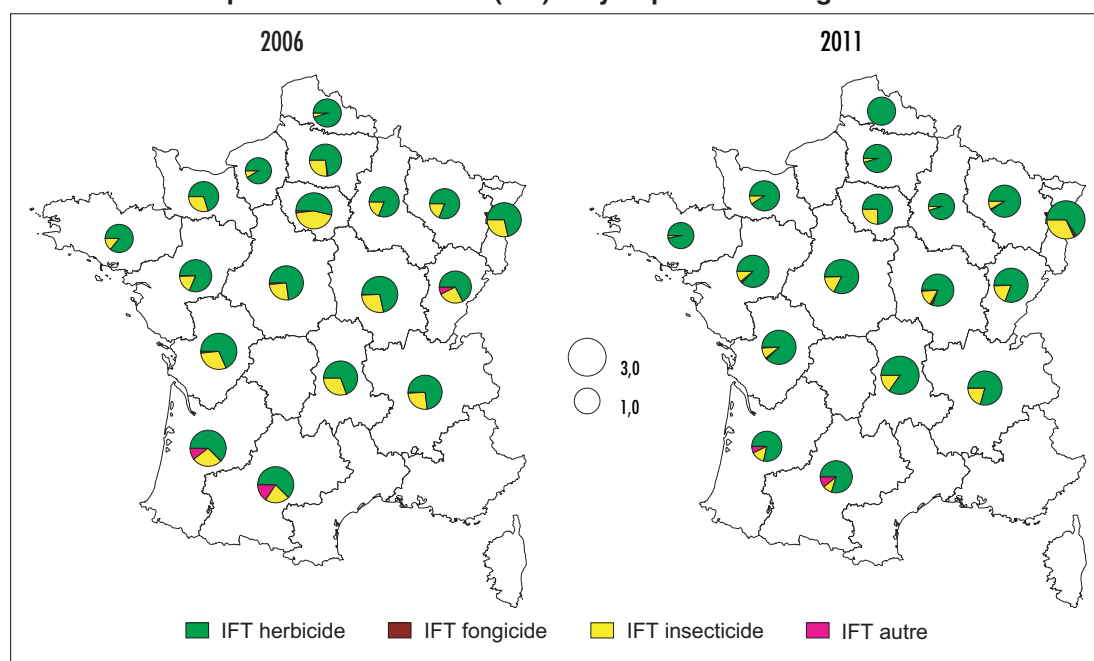 2006
2011
3,0
1,0
IFT herbicide
IFT fongicide
IFT insecticide
IFT autre